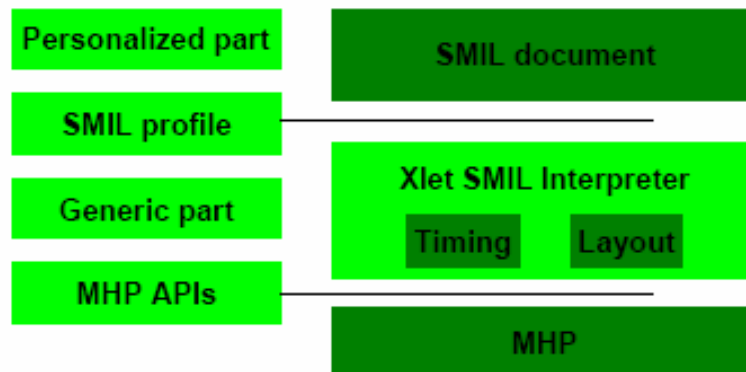 Personalized part
SMIL document
SMIL profile
Xlet SMIL Interpreter
Generic part
Timing
Layout
MHP APIs
MHP